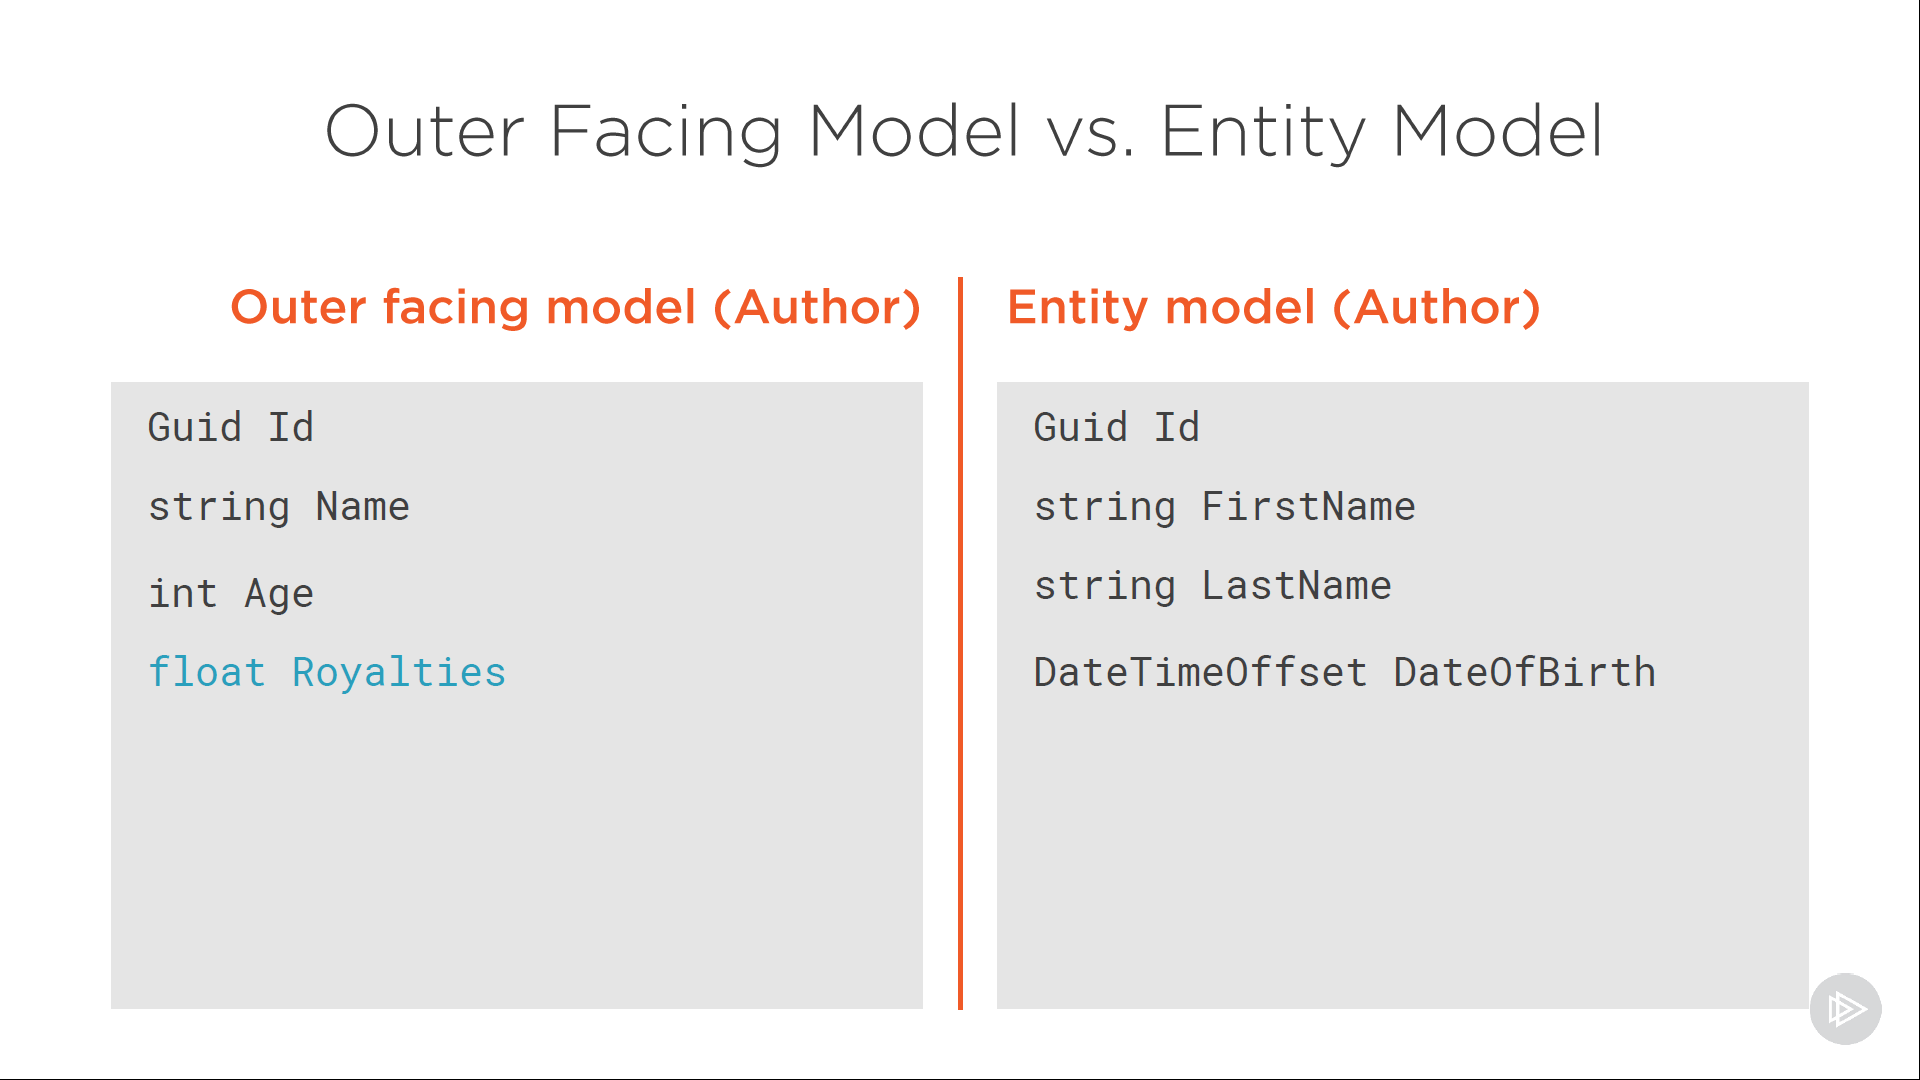 Outer Facing Model vs. Entity Model
Outer facing model (Author)
Guid Id
string Name
int Age
float Royalties
Entity model (Author)
Guid Id
string FirstName
string LastName
DateTimeOffset DateOfBirth